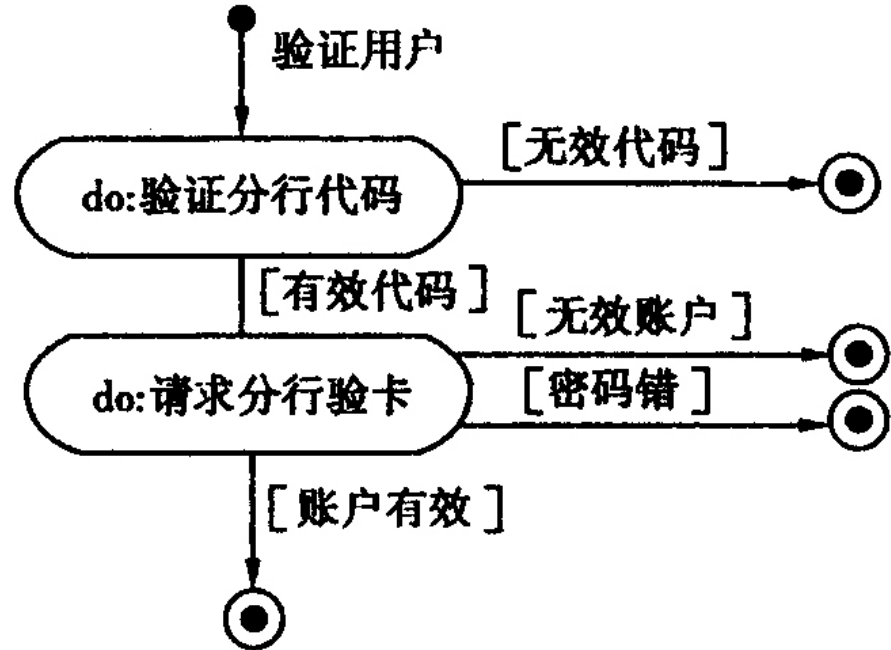 验证用户
[无效代码]
do:验证分行代码
[有效代码]
[无效账户]
do:请求分行验卡
[密码错]
[账户有效]